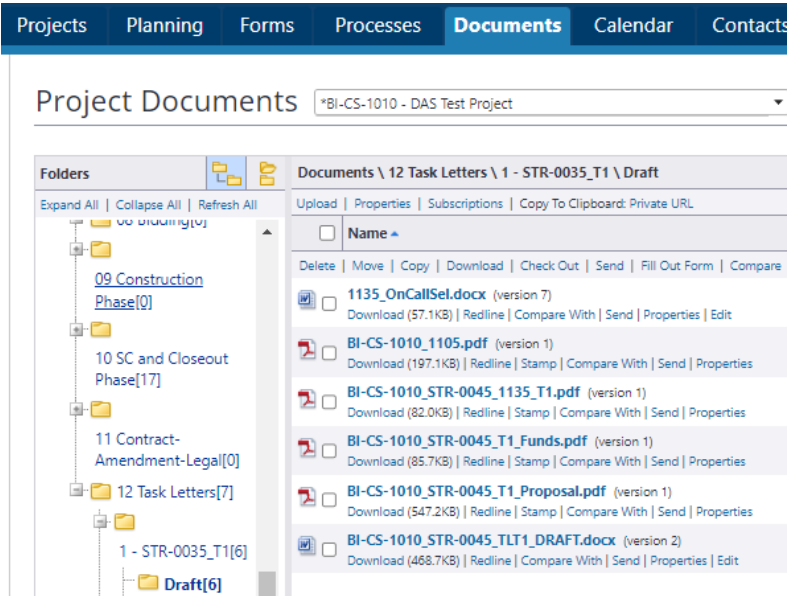 Projects Planning Forms Processes Documents Calendar Contacts
Project Documents *BI-CS-1010 - DAS Test Project
Folders
Expand All | Collapse All | Refresh All
08 Bidding[0]
09 Construction
Phase[0]
10 SC and Closeout
Phase[17]
11 Contract-
Amendment-Legal[0]
12 Task Letters[7]
1 - STR-0035_T1[6]
Draft[6]
Documents \ 12 Task Letters \ 1 - STR-0035_T1 \ Draft
Upload | Properties | Subscriptions | Copy To Clipboard: Private URL
Name
Delete | Move | Copy | Download | Check Out | Send | Fill Out Form | Compare
1135_OnCallSel.docx (version 7)
Download (57.1KB) | Redline | Compare With | Send | Properties | Edit
BI-CS-1010_1105.pdf (version 1)
Download (197.1KB) | Redline | Stamp | Compare With | Send | Properties
BI-CS-1010_STR-0045_1135_T1.pdf (version 1)
Download (82.0KB) | Redline | Stamp | Compare With | Send | Properties
BI-CS-1010_STR-0045_T1_Funds.pdf (version 1)
Download (85.7KB) | Redline | Stamp | Compare With | Send | Properties
BI-CS-1010_STR-0045_T1_Proposal.pdf (version 1)
Download (547.2KB) | Redline | Stamp | Compare With | Send | Properties
BI-CS-1010_STR-0045_TLT1_DRAFT.docx (version 2)
Download (468.7KB) | Redline | Compare With | Send | Properties | Edit